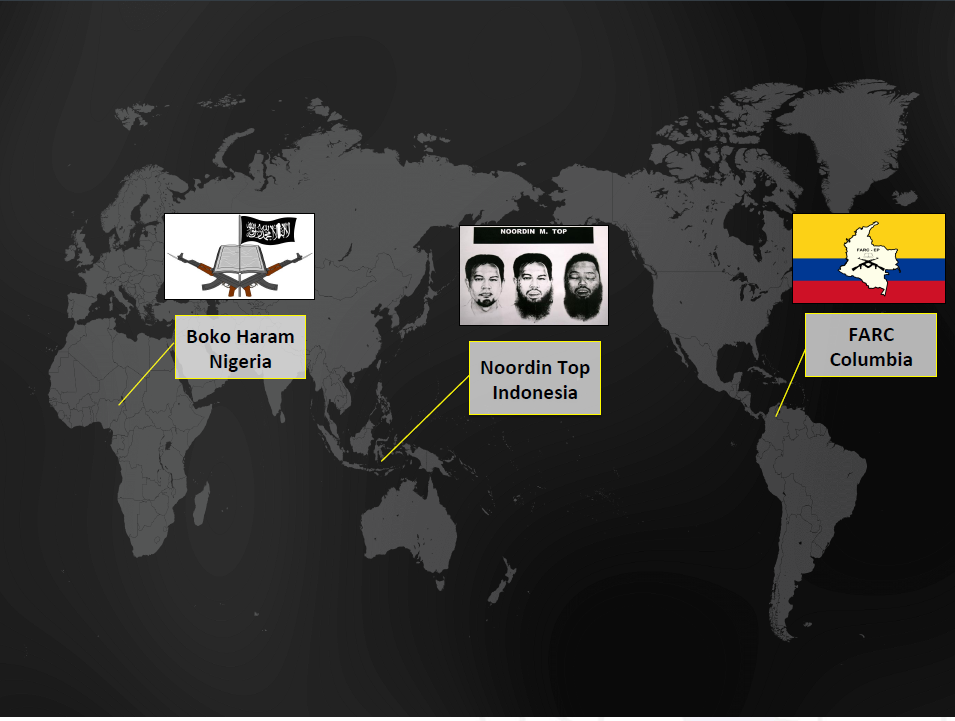 NOORDIN M. TOP
FARC - EP
Boko Haram
Nigeria
Noordin Top
Indonesia
FARC
Columbia